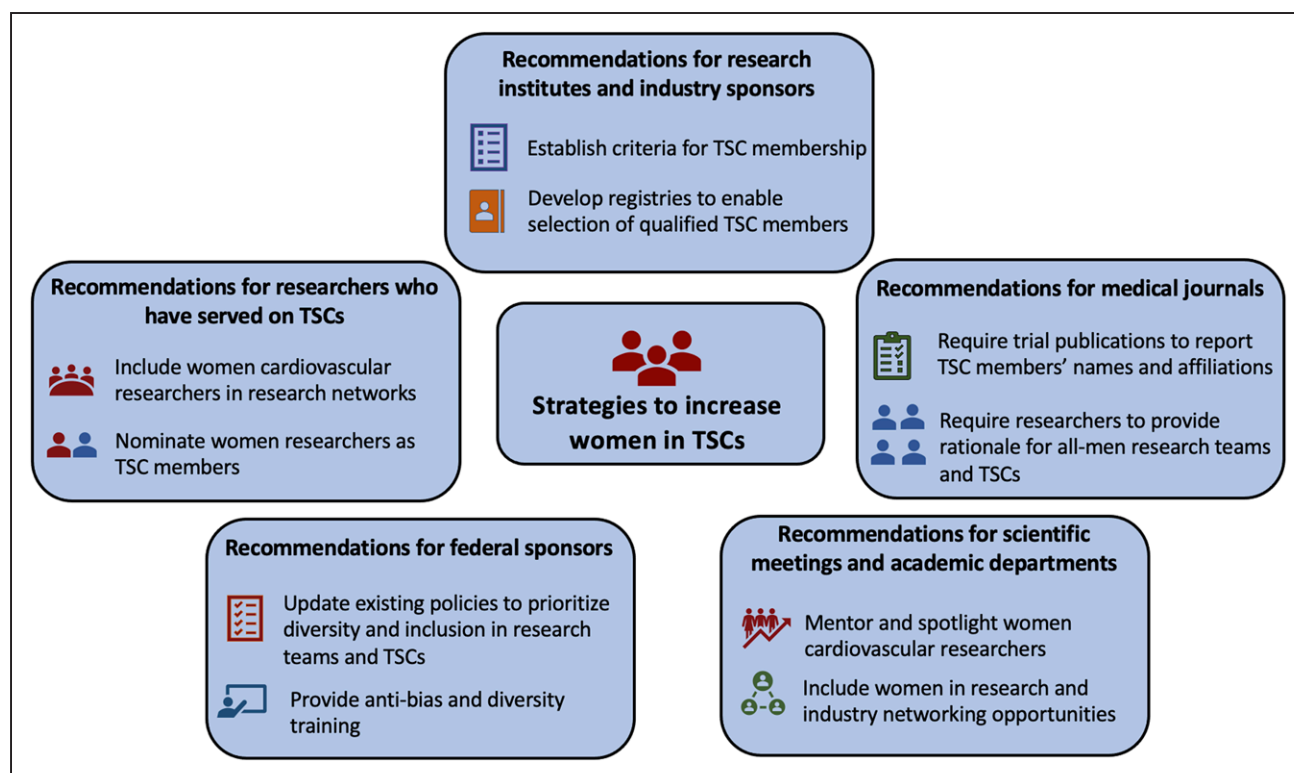 Recommendations for research
institutes and industry sponsors
Establish criteria for TSC membership
Develop registries to enable
selection of qualified TSC members
Recommendations for researchers who
have served on TSCs
Include women cardiovascular
researchers in research networks
Nominate women researchers as
TSC members
Strategies to increase
women in TSCs
Recommendations for medical journals
Require trial publications to report
TSC members’ names and affiliations
Require researchers to provide
rationale for all-men research teams
and TSCs
Recommendations for federal sponsors
Update existing policies to prioritize
diversity and inclusion in research
teams and TSCs
Provide anti-bias and diversity
training
Recommendations for scientific
meetings and academic departments
Mentor and spotlight women
cardiovascular researchers
Include women in research and
industry networking opportunities